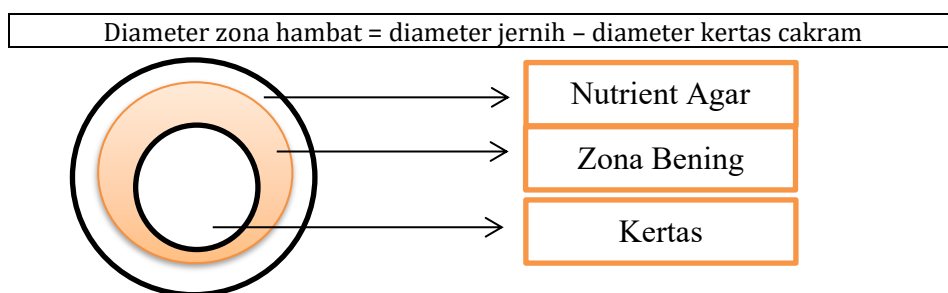 Diameter zona hambat = diameter jernih – diameter kertas cakram
Nutrient Agar
Zona Bening
Kertas